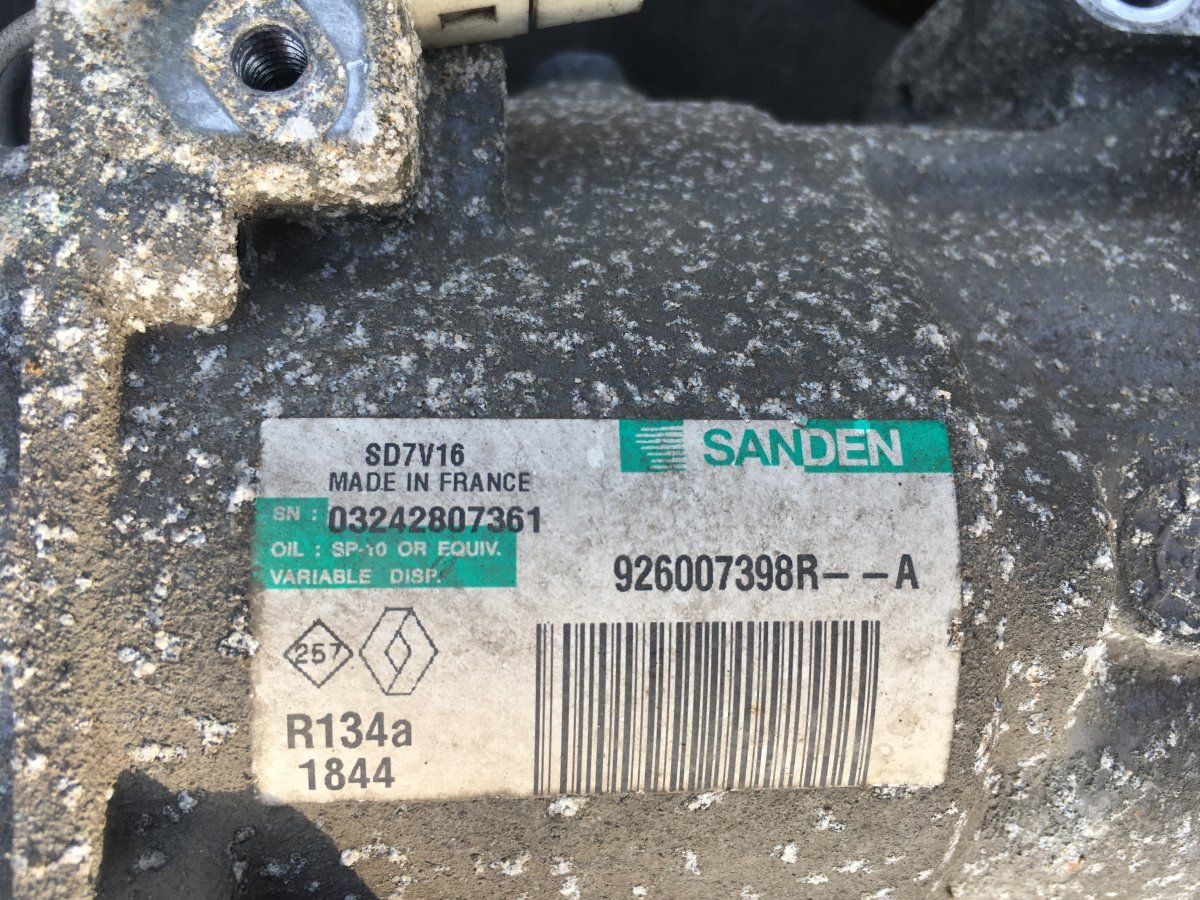 SANDEN
SD7V16
MADE IN FRANCE
SN : 03242807361
OIL : SP-10 OR EQUIV.
VARIABLE DISP.
926007398R--A
257
R134a
1844